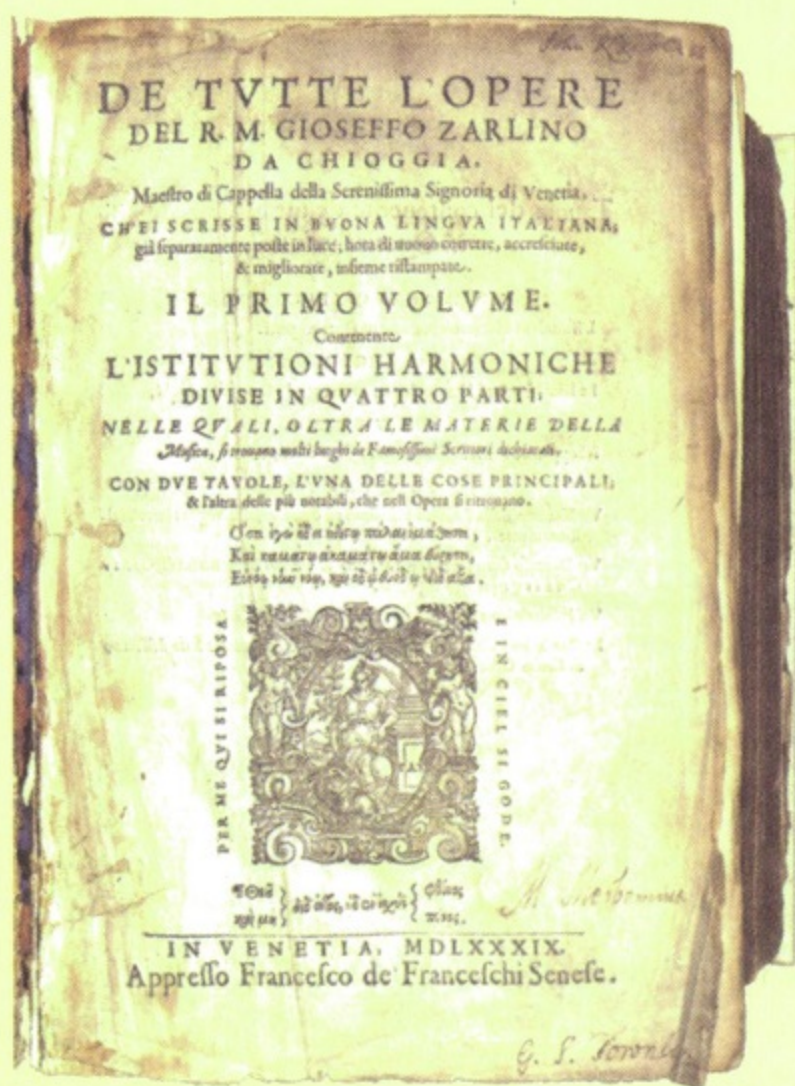 DE TVTTE L'OPERE
DEL R. M. GIOSEFFO ZARLINO
DA CHIOGGIA.
Maeſtro di Cappella della Sereniſſima Signoria di Venetia,
CH'EI SCRISSE IN BVONA LINGVA ITALIANA;
già ſeparatamente poſte in luce; hora di nuouo corrette, accreſciute,
& migliorate, inſieme riſtampate.
IL PRIMO VOLVME.
Contenente
L'ISTITVTIONI HARMONICHE
DIVISE IN QVATTRO PARTI;
NELLE QVALI, OLTRA LE MATERIE DELLA
Muſica, ſi trouano molti luoghi de Famoſiſſimi Scrittori dichiarati.
CON DVE TAVOLE, L'VNA DELLE COSE PRINCIPALI;
& l'altra delle più notabili, che nell Opera ſi ritrouano.
PER ME QVI SI RIPOSA.
E IN CIEL SI GODE.
IN VENETIA, MDLXXXIX.
Appreſſo Franceſco de' Franceſchi Seneſe.